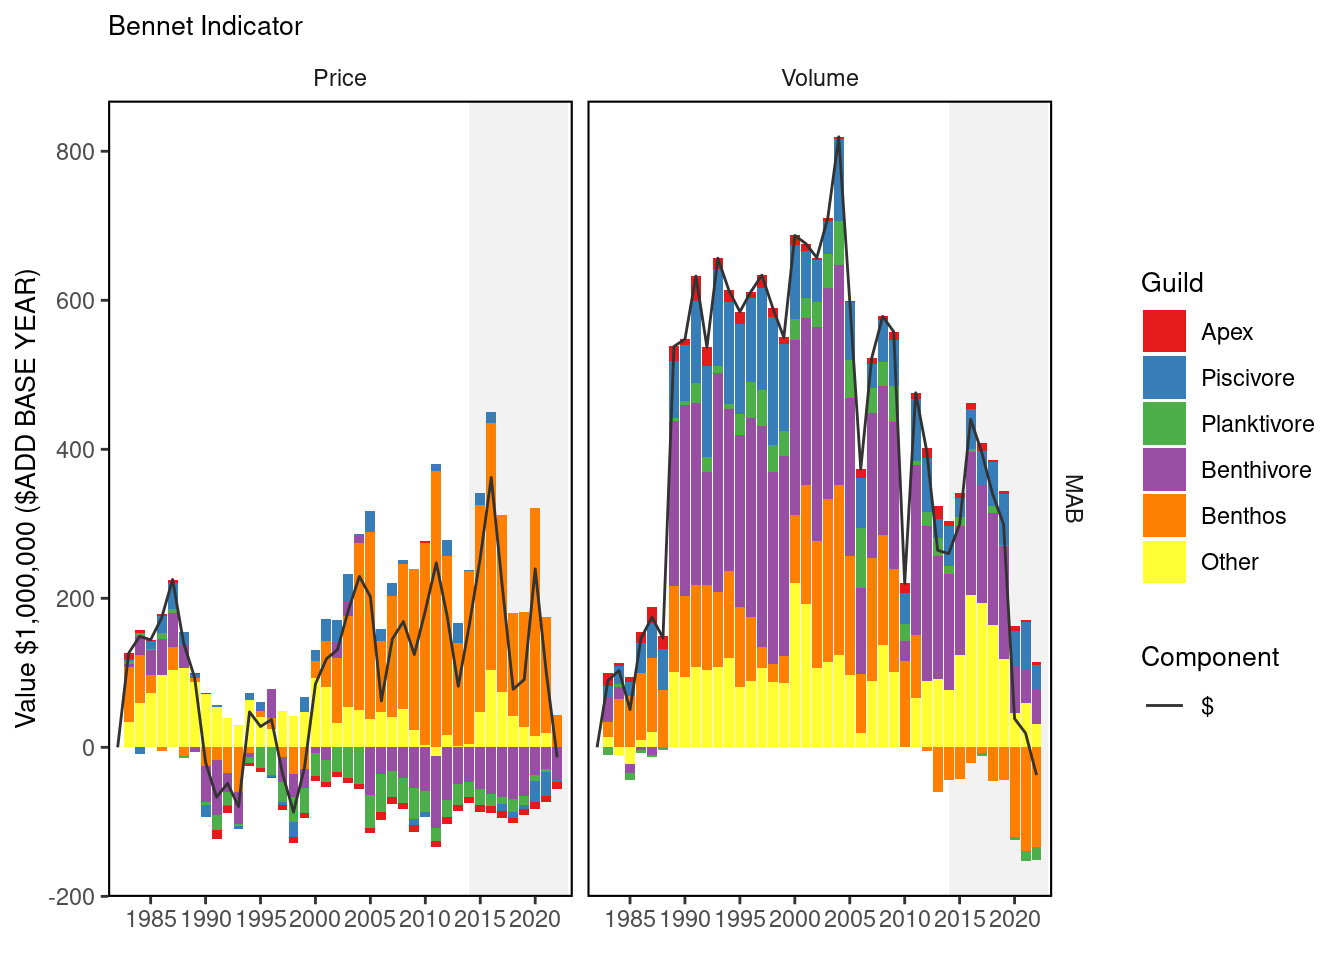 Bennet Indicator
Price
Volume
Value $1,000,000 ($ADD BASE YEAR)
800
600
400
200
0
-200
1985 1990 1995 2000 2005 2010 2015 2020
1985 1990 1995 2000 2005 2010 2015 2020
MAB
Guild
Apex
Piscivore
Planktivore
Benthivore
Benthos
Other
Component
$